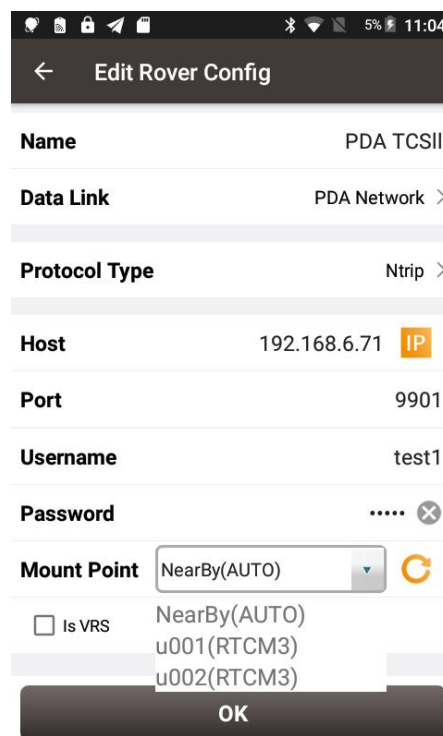 5% 11:04
Edit Rover Config
Name PDA TCSll
Data Link PDA Network
Protocol Type Ntrip
Host 192.168.6.71 IP
Port 9901
Username test1
Password •••••
Mount Point NearBy(AUTO)
Is VRS
NearBy(AUTO)
u001(RTCM3)
u002(RTCM3)
OK